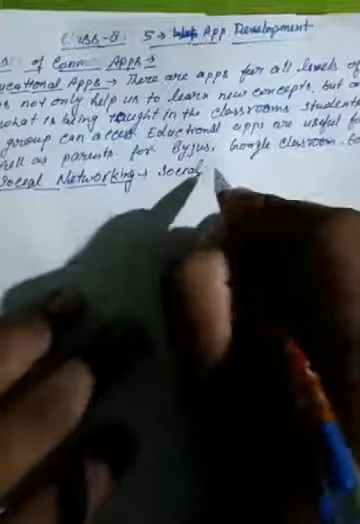 Class-8. 5→ App Development
of Common Apps→
ucational Apps → There are apps for all levels of
s not only help us to learn new concepts, but a
what is being taught in the classrooms. Students
group can access Eductional apps are useful fo
well as parents. for Byjus, Google classroom.
Social Networking → Social